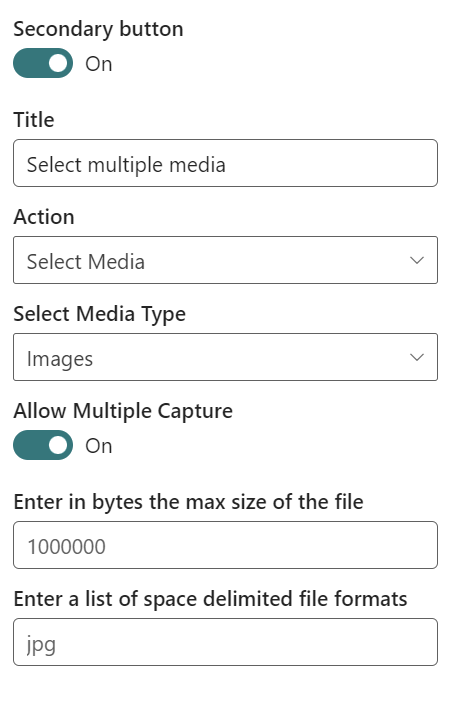 Secondary button
On
Title
Select multiple media
Action
Select Media
Select Media Type
Images
Allow Multiple Capture
On
Enter in bytes the max size of the file
1000000
Enter a list of space delimited file formats
jpg